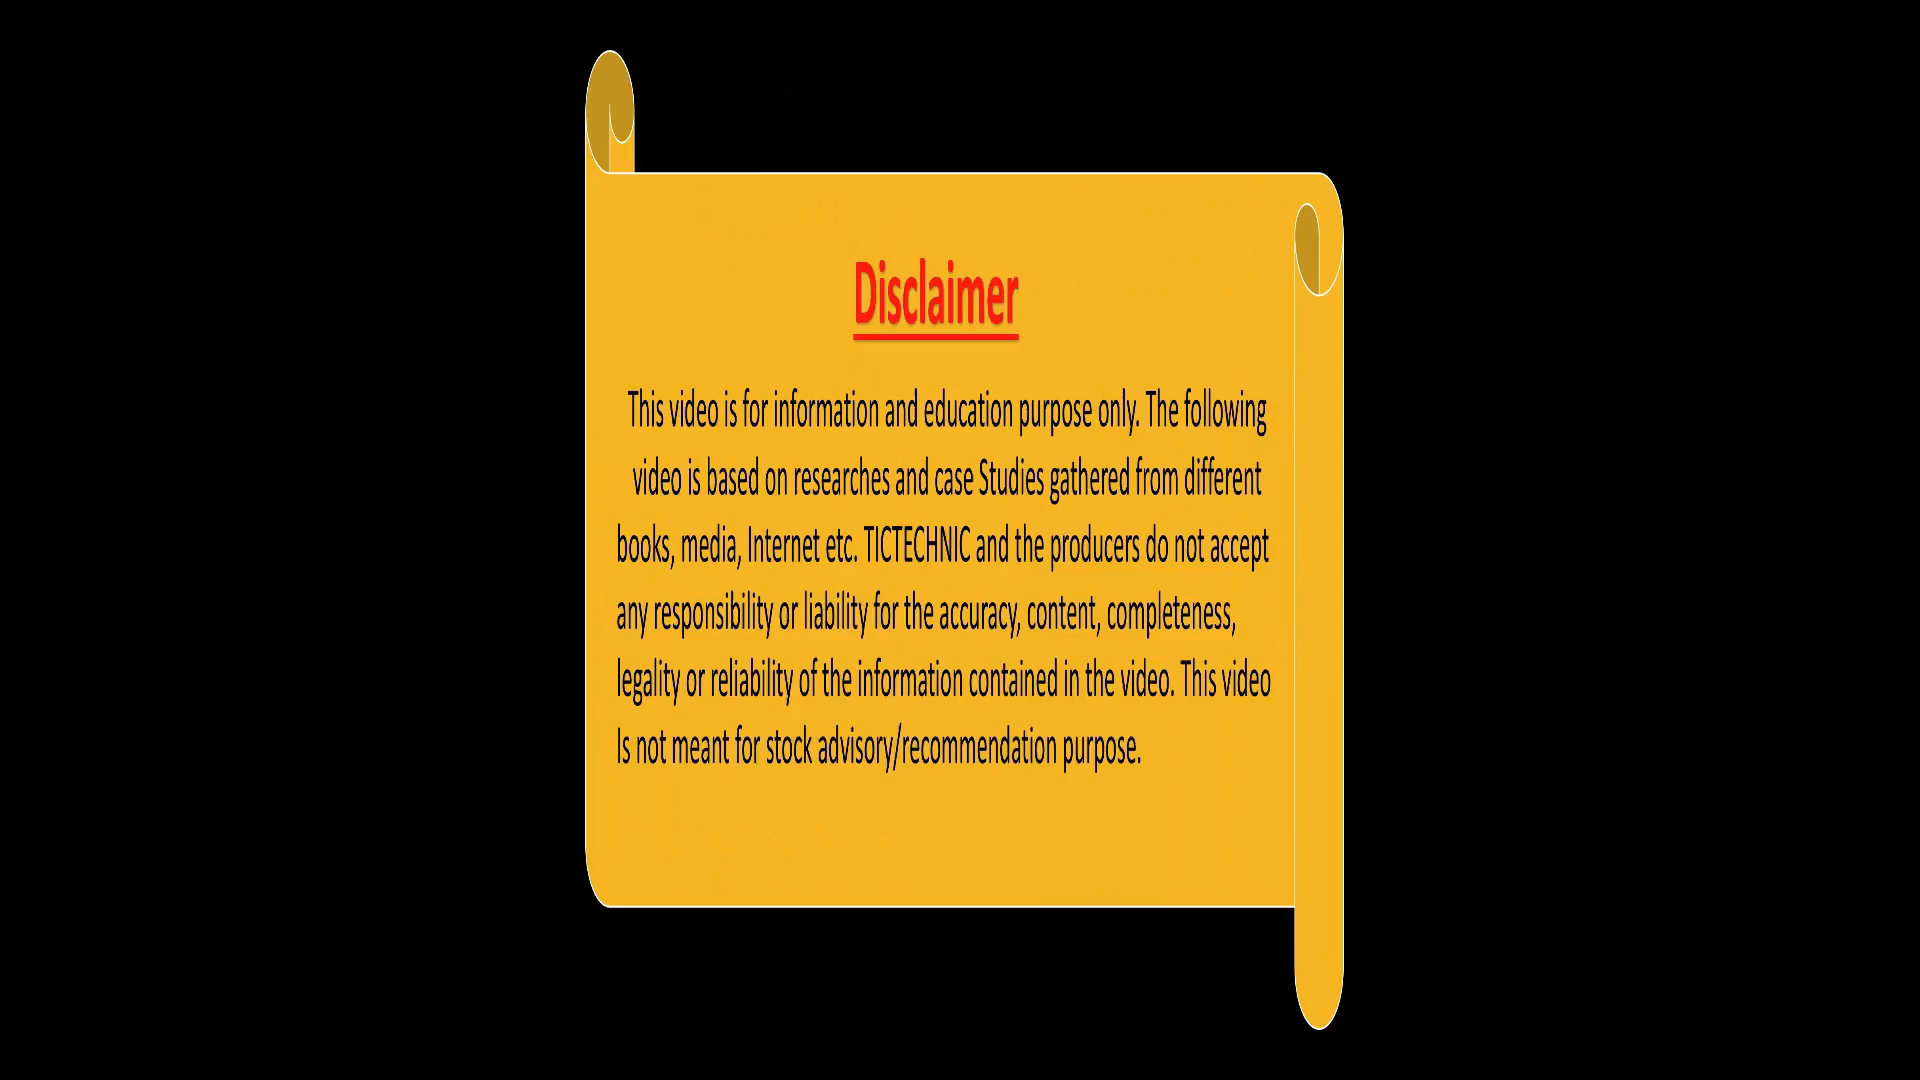 Disclaimer
This video is for information and education purpose only. The following
video is based on researches and case Studies gathered from different
books, media, Internet etc. TICTECHNIC and the producers do not accept
any responsibility or liability for the accuracy, content, completeness,
legality or reliability of the information contained in the video. This video
Is not meant for stock advisory/recommendation purpose.